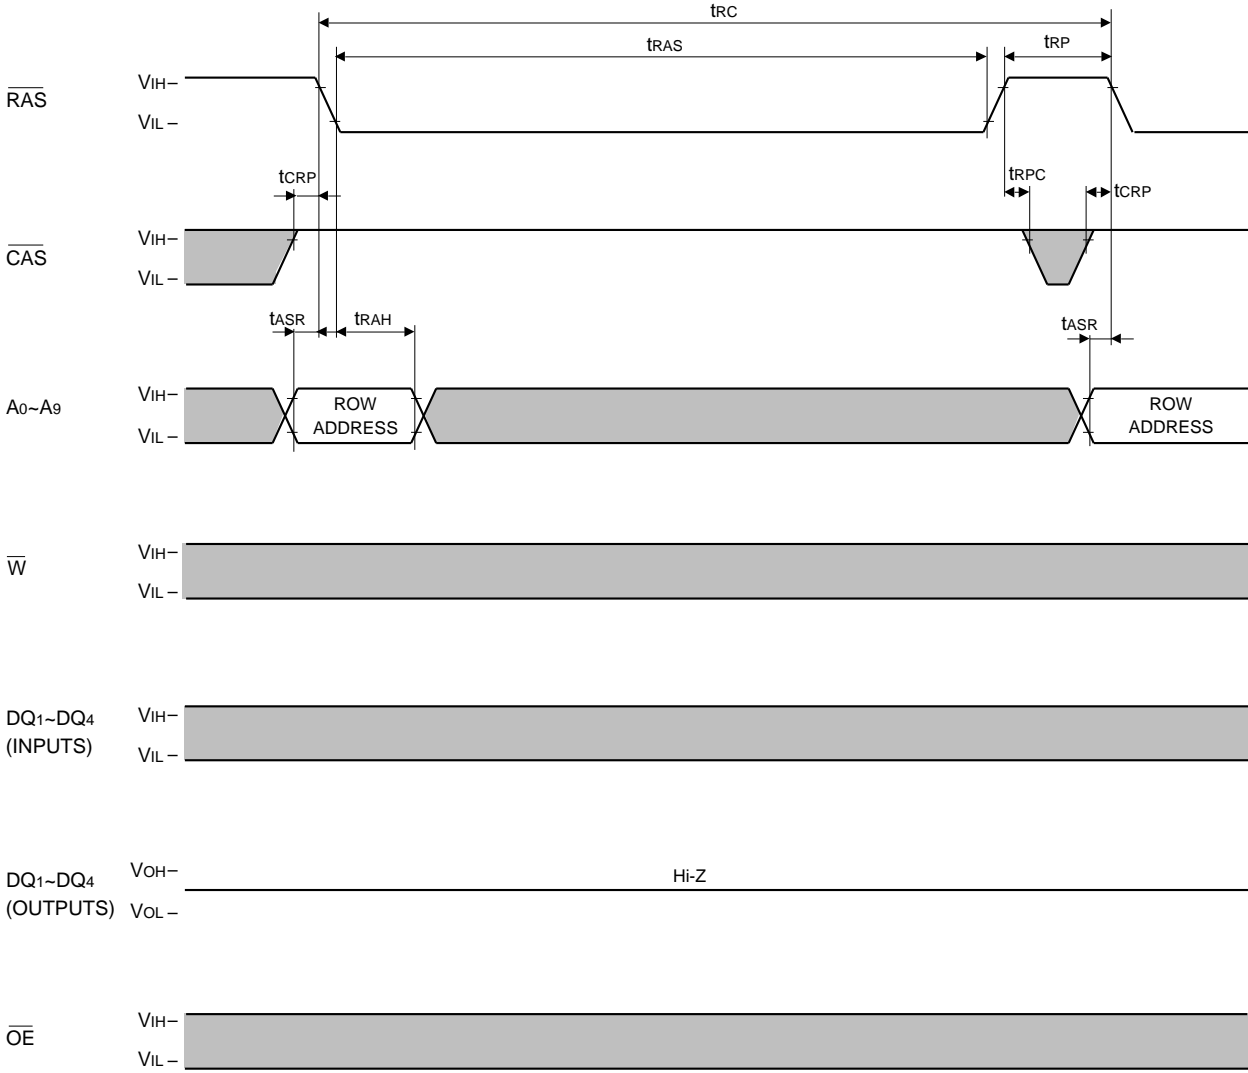 tRC
tRAS
tRP
RAS
VIH–
VIL –
tCRP
tRPC
tCRP
CAS
VIH–
VIL –
tASR
tRAH
tASR
A0~A9
VIH–
VIL –
ROW
ADDRESS
ROW
ADDRESS
W
VIH–
VIL –
DQ1~DQ4
(INPUTS)
VIH–
VIL –
DQ1~DQ4
(OUTPUTS)
VOH–
VOL –
Hi-Z
OE
VIH–
VIL –